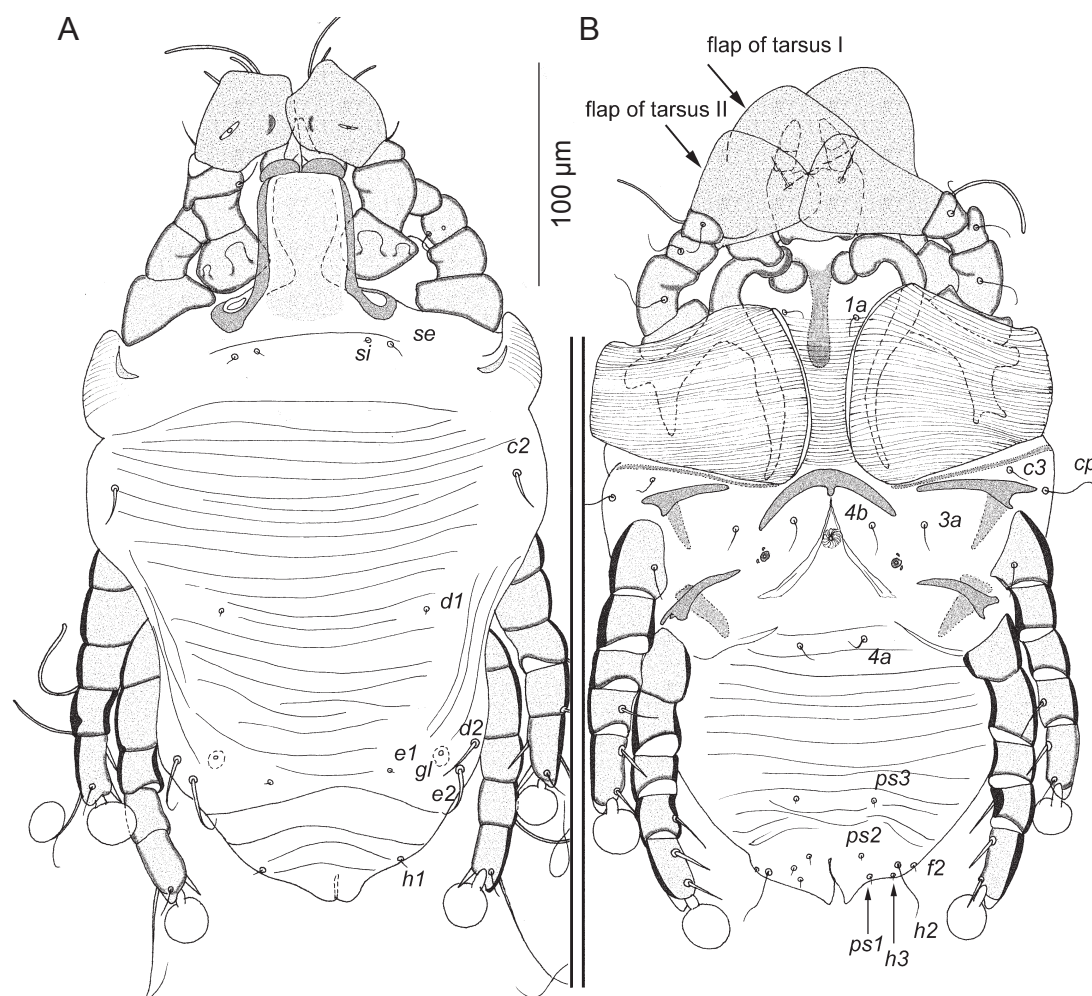 A
B
flap of tarsus I
flap of tarsus II
100 µm
1a
se
si
c2
c3
cp
4b
3a
d1
4a
d2
e1
gl
e2
ps3
ps2
h1
f2
h2
ps1
h3